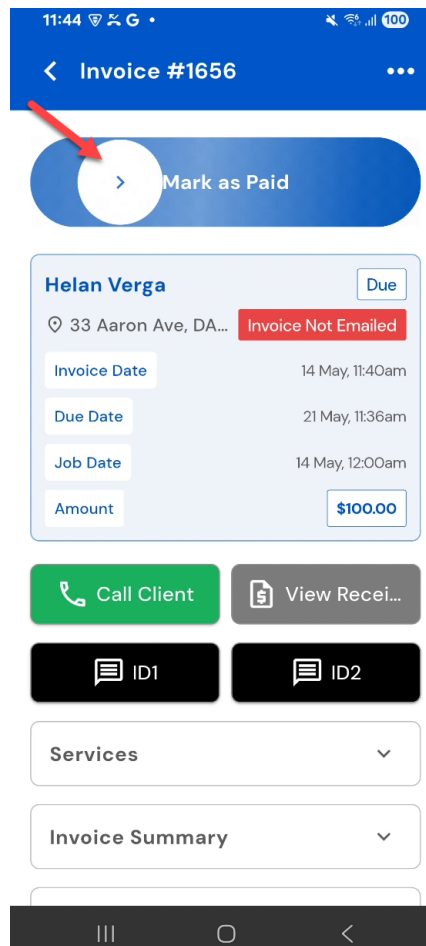 11:44 G • 100
Invoice #1656
Mark as Paid
Helan Verga Due
33 Aaron Ave, DA... Invoice Not Emailed
Invoice Date 14 May, 11:40am
Due Date 21 May, 11:36am
Job Date 14 May, 12:00am
Amount $100.00
Call Client View Recei...
ID1 ID2
Services
Invoice Summary